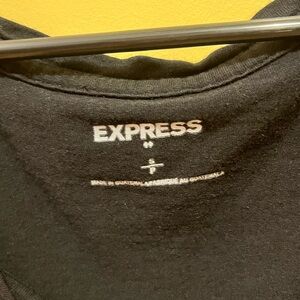 EXPRESS
S
P
MADE IN GUATEMALA/FABRIQUÉ AU GUATEMALA